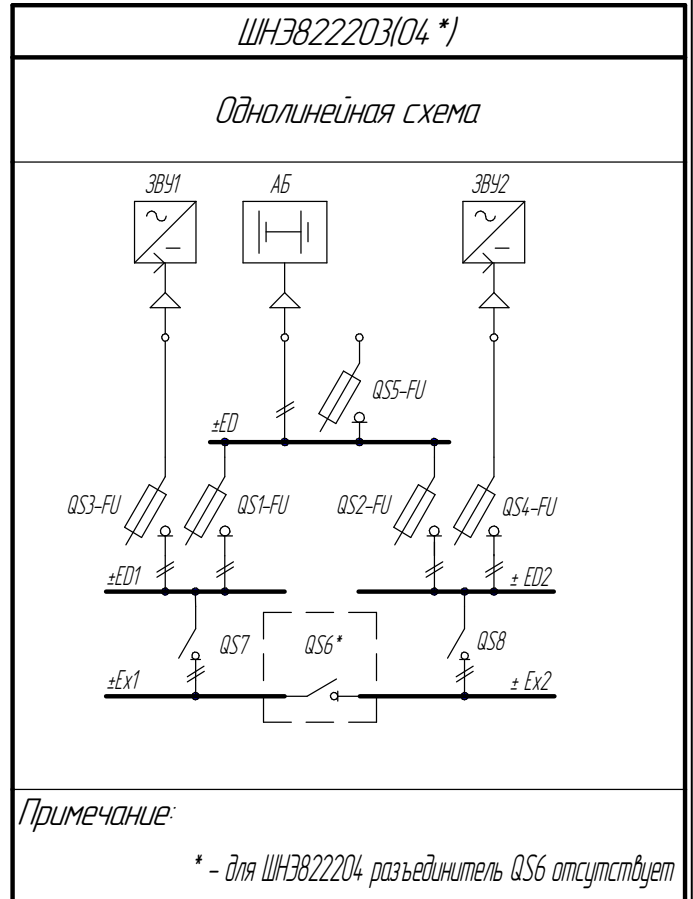 ШНЭ822203(04*)
Однолинейная схема
ЗВУ1
АБ
ЗВУ2
QS5-FU
±ED
QS3-FU
QS1-FU
QS2-FU
QS4-FU
±ED1
± ED2
QS7
QS6*
QS8
±Ex1
± Ex2
Примечание:
* - для ШНЭ822204 разъединитель QS6 отсутствует